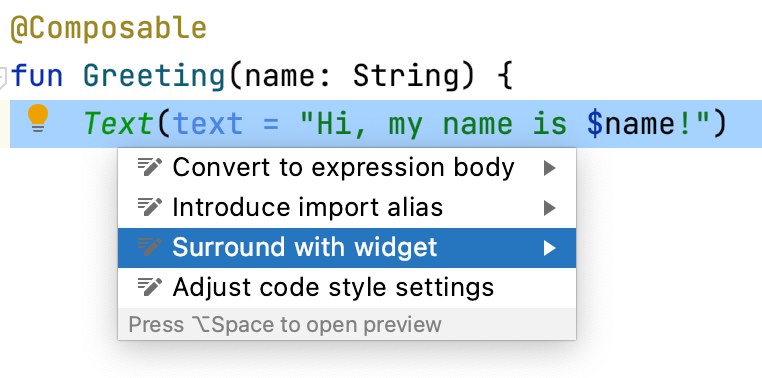 @Composable
fun Greeting(name: String) {
Text(text = "Hi, my name is $name!")
Convert to expression body
Introduce import alias
Surround with widget
Adjust code style settings
Press ⌥Space to open preview